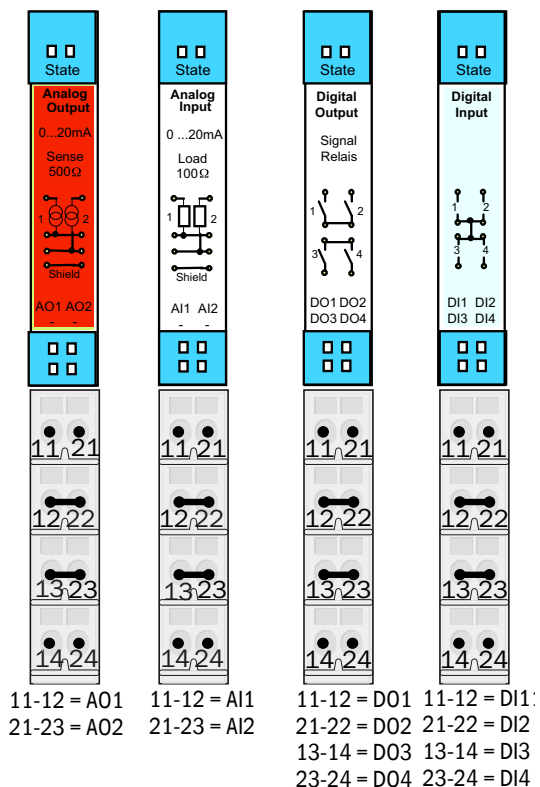 State
Analog
Output
0...20mA
Sense
500Ω
1 2
Shield
AO1 AO2
- -
11 21
12 22
13 23
14 24
11-12 = AO1
21-23 = AO2
State
Analog
Input
0 ...20mA
Load
100Ω
1 2
Shield
AI1 AI2
- -
11 21
12 22
13 23
14 24
11-12 = AI1
21-23 = AI2
State
Digital
Output
Signal
Relais
1 2
3 4
DO1 DO2
DO3 DO4
11 21
12 22
13 23
14 24
11-12 = DO1
21-22 = DO2
13-14 = DO3
23-24 = DO4
State
Digital
Input
1 2
3 4
DI1 DI2
DI3 DI4
11 21
12 22
13 23
14 24
11-12 = DI11
21-22 = DI2
13-14 = DI3
23-24 = DI4